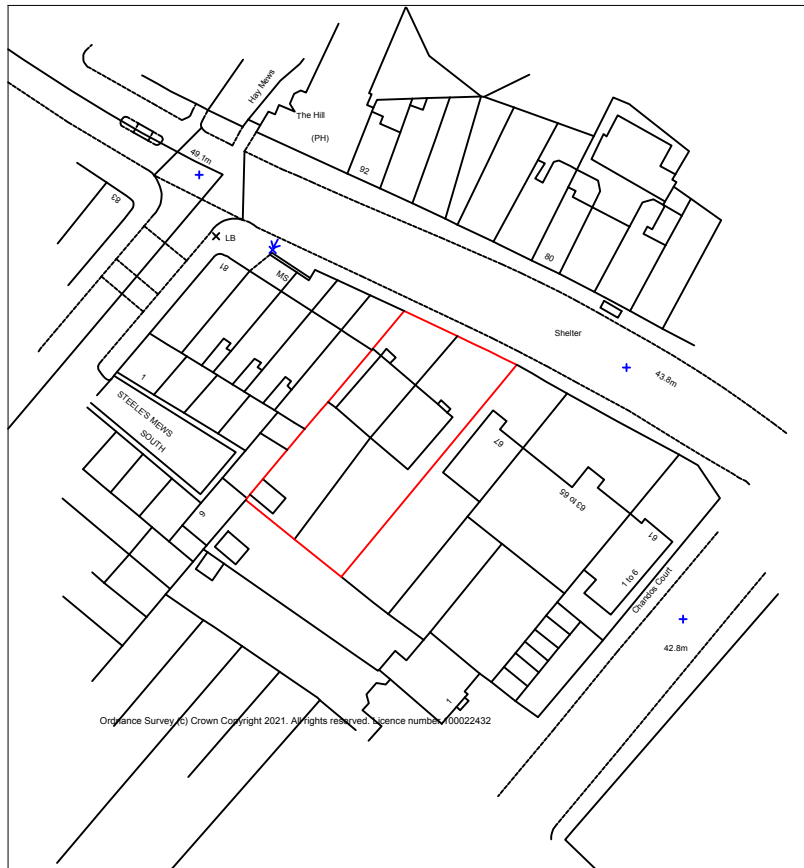 Hay Mews
The Hill
(PH)
49.1m
92
83
LB
81
MS
80
Shelter
43.8m
1
STEELE'S MEWS
SOUTH
67
63 to 65
61
9
1 to 6
Chandos Court
42.8m
1
Ordnance Survey (c) Crown Copyright 2021. All rights reserved. Licence number 100022432